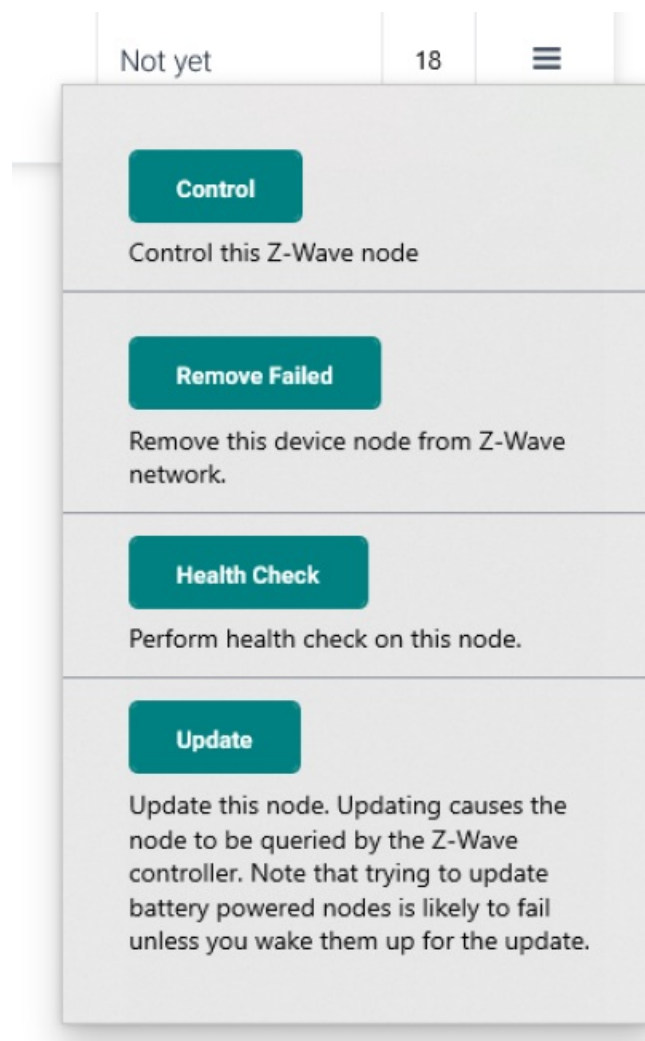 Not yet 18
Control
Control this Z-Wave node
Remove Failed
Remove this device node from Z-Wave
network.
Health Check
Perform health check on this node.
Update
Update this node. Updating causes the
node to be queried by the Z-Wave
controller. Note that trying to update
battery powered nodes is likely to fail
unless you wake them up for the update.